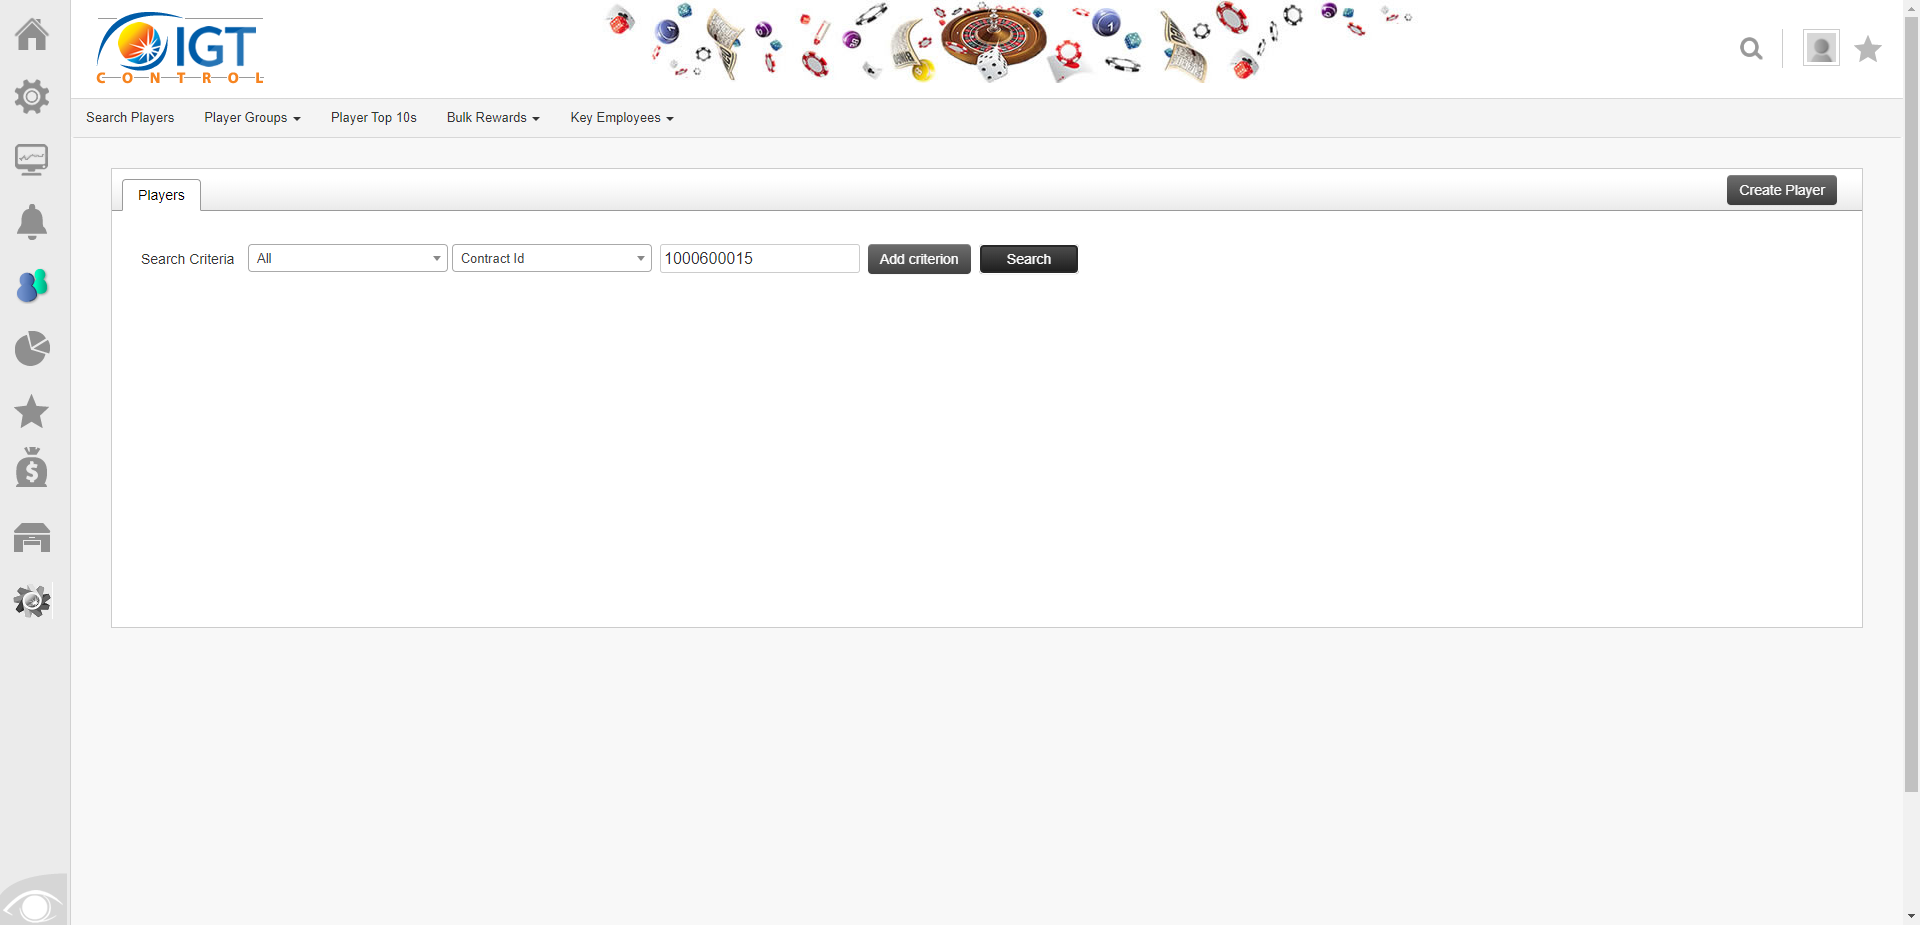 IGT
CONTROL
Search Players
Player Groups
Player Top 10s
Bulk Rewards
Key Employees
Players
Create Player
Search Criteria
All
Contract Id
1000600015
Add criterion
Search